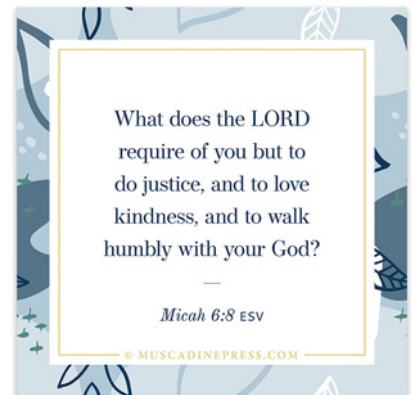 What does the LORD
require of you but to
do justice, and to love
kindness, and to walk
humbly with your God?
—
Micah 6:8 ESV
© MUSCADINEPRESS.COM